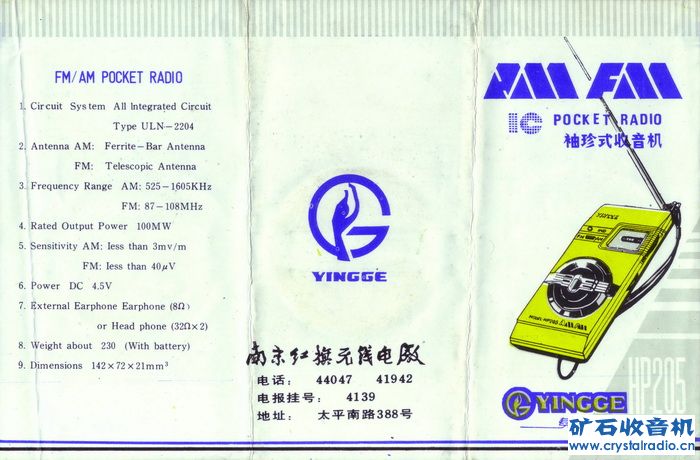 FM/AM POCKET RADIO
1. Circuit System All Integrated Circuit
Type ULN-2204
2. Antenna AM: Ferrite-Bar Antenna
FM: Telescopic Antenna
3. Frequency Range AM: 525-1605KHz
FM: 87-108MHz
4. Rated Output Power 100MW
5. Sensitivity AM: less than 3mv/m
FM: less than 40μV
6. Power DC 4.5V
7. External Earphone Earphone (8Ω)
or Head phone (32Ω×2)
8. Weight about 230 (With battery)
9. Dimensions 142×72×21mm³
YINGGE
南京红旗无线电厂
电话: 44047 41942
电报挂号: 4139
地址: 太平南路388号
AM FM
IC POCKET RADIO
袖珍式收音机
YINGGE
HP205
矿石收音机
www.crystalradio.cn